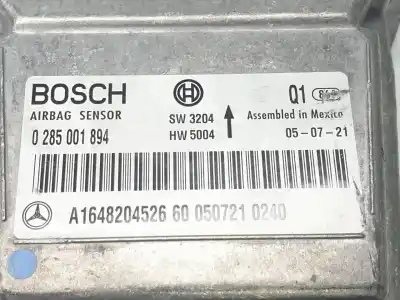 BOSCH
AIRBAG SENSOR
0 285 001 894
SW 3204
HW 5004
Q1
Assembled in Mexico
05-07-21
A1648204526 60 050721 0240